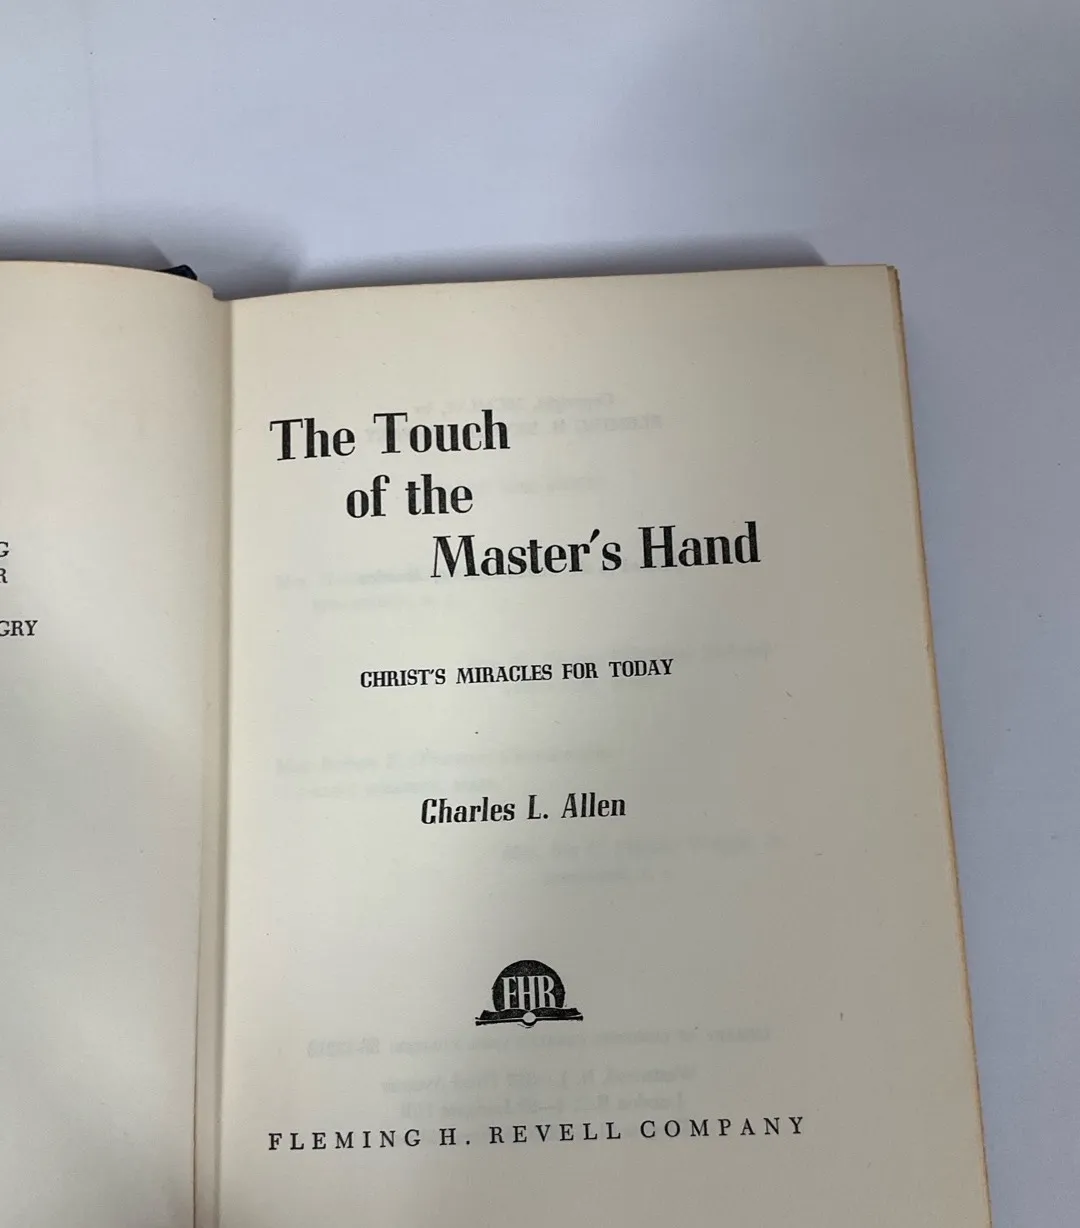 G
R
GRY
The Touch
of the
Master's Hand
CHRIST'S MIRACLES FOR TODAY
Charles L. Allen
FHR
FLEMING H. REVELL COMPANY